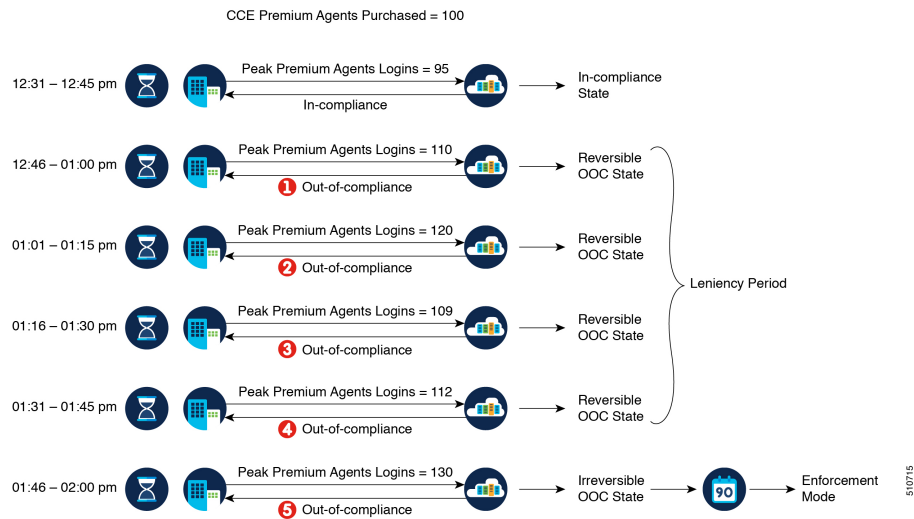 CCE Premium Agents Purchased = 100
12:31 – 12:45 pm
Peak Premium Agents Logins = 95
In-compliance
In-compliance
State
12:46 – 01:00 pm
Peak Premium Agents Logins = 110
1 Out-of-compliance
Reversible
OOC State
01:01 – 01:15 pm
Peak Premium Agents Logins = 120
2 Out-of-compliance
Reversible
OOC State
Leniency Period
01:16 – 01:30 pm
Peak Premium Agents Logins = 109
3 Out-of-compliance
Reversible
OOC State
01:31 – 01:45 pm
Peak Premium Agents Logins = 112
4 Out-of-compliance
Reversible
OOC State
01:46 – 02:00 pm
Peak Premium Agents Logins = 130
5 Out-of-compliance
Irreversible
OOC State
90
Enforcement
Mode
510715